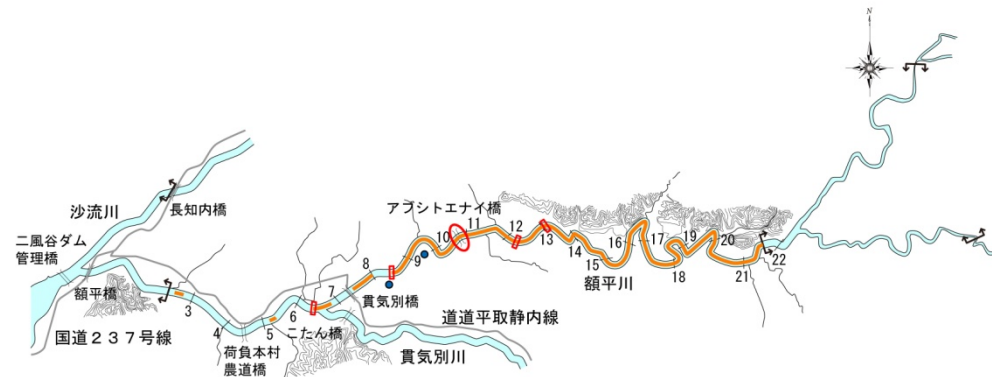 N
沙流川
長知内橋
二風谷ダム
管理橋
額平橋
国道237号線
3
4
荷負本村
農道橋
5
6
こたん橋
7
貫気別橋
8
9
10
アブシトエナイ橋
11
12
13
14
15
16
17
18
19
20
21
22
額平川
道道平取静内線
貫気別川